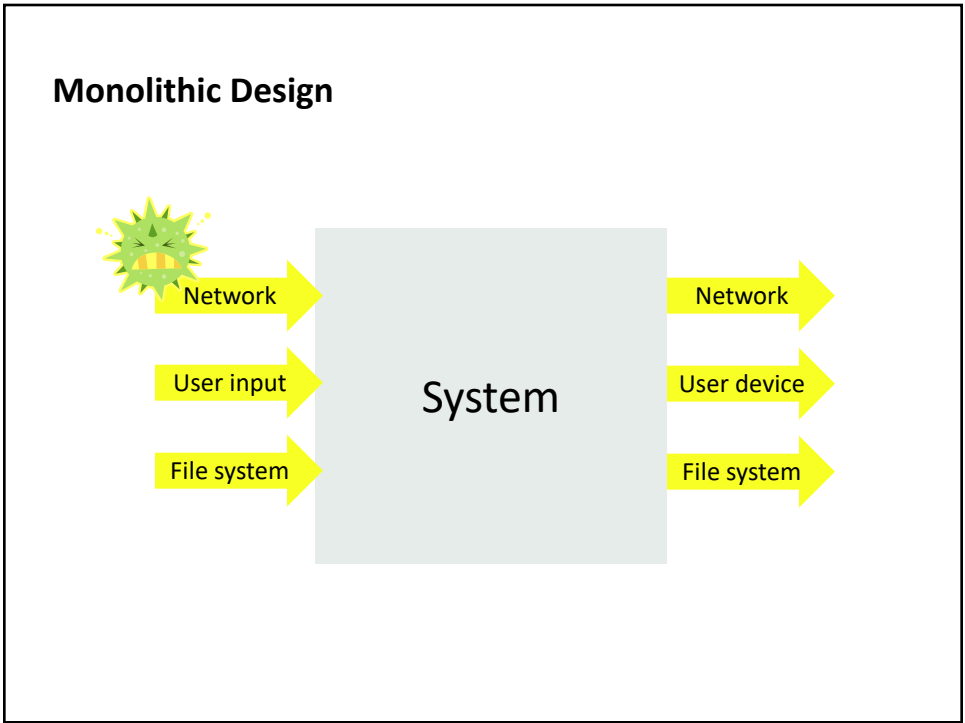 Monolithic Design
Network
Network
User input
System
User device
File system
File system